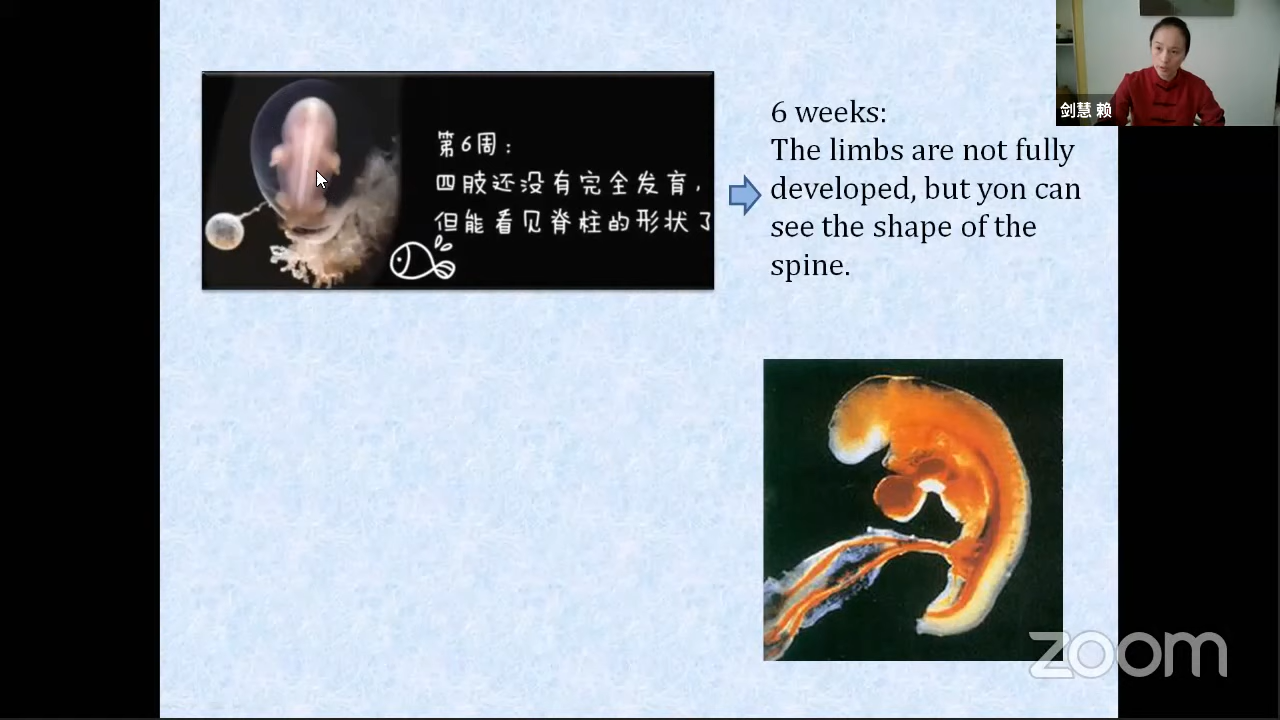 第6周：
四肢还没有完全发育，
但能看见脊柱的形状了
6 weeks:
The limbs are not fully
developed, but yon can
see the shape of the
spine.
剑慧 赖
zoom